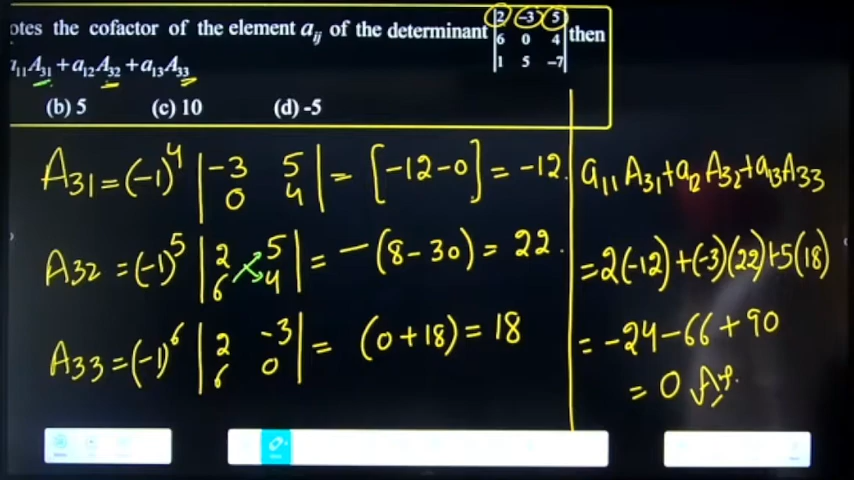 otes the cofactor of the element aij of the determinant |2 -3 5| then
|6 0 4|
|1 5 -7|
a11A31+a12A32+a13A33
(b) 5 (c) 10 (d) -5
A31=(-1)^4 |-3 5| = [-12-0] = -12.
|0 4|
A32=(-1)^5 |2 5| = -(8-30) = 22.
|6 4|
A33=(-1)^6 |2 -3| = (0+18) = 18
|6 0|
a11A31+a12A32+a13A33
=2(-12)+(-3)(22)+5(18)
= -24-66+90
= 0